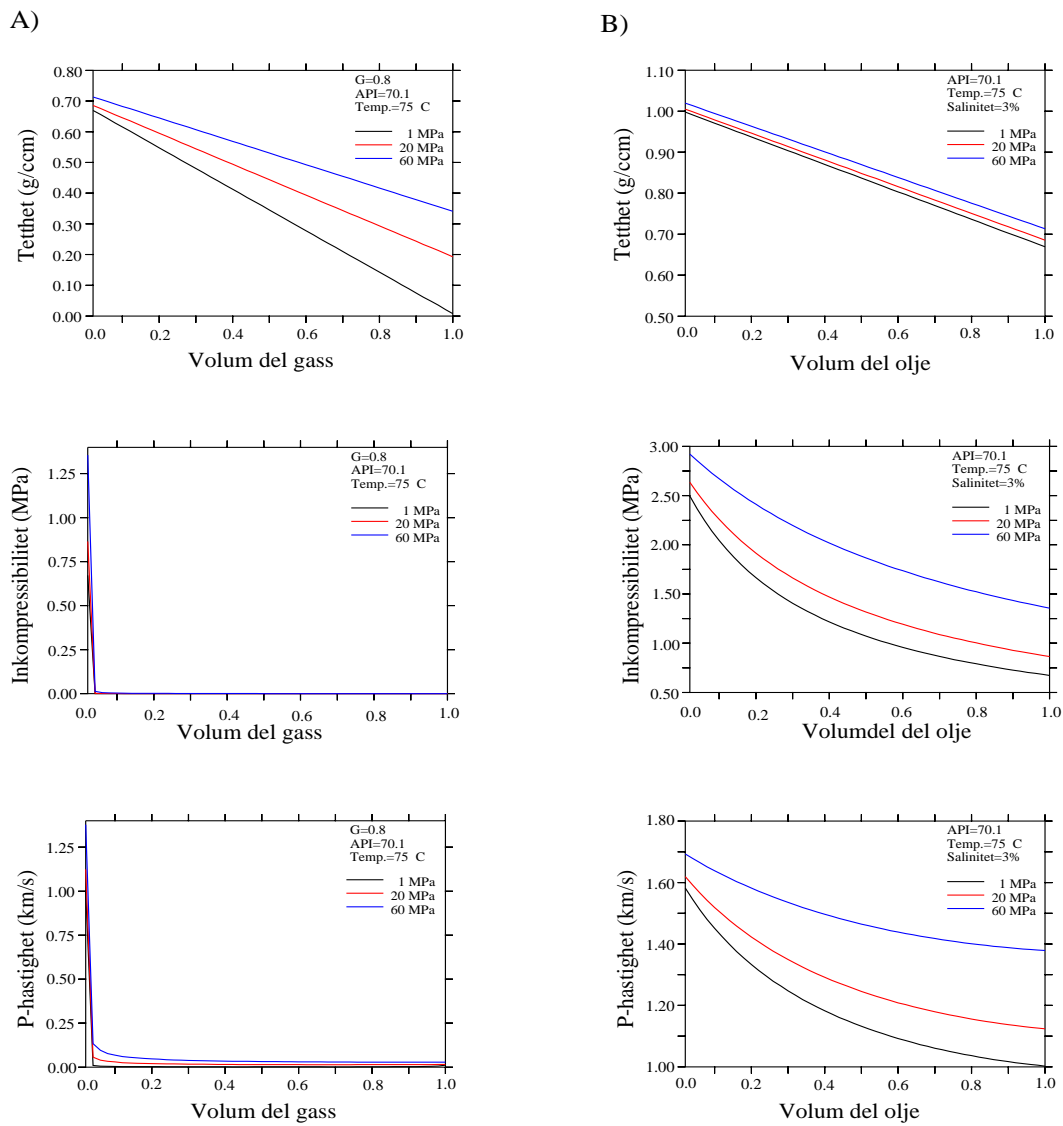 A)
Tetthet (g/ccm)
0.80
0.70
0.60
0.50
0.40
0.30
0.20
0.10
0.00
G=0.8
API=70.1
Temp.=75 C
1 MPa
20 MPa
60 MPa
0.0 0.2 0.4 0.6 0.8 1.0
Volum del gass
B)
Tetthet (g/ccm)
1.10
1.00
0.90
0.80
0.70
0.60
0.50
API=70.1
Temp.=75 C
Salinitet=3%
1 MPa
20 MPa
60 MPa
0.0 0.2 0.4 0.6 0.8 1.0
Volum del olje
Inkompressibilitet (MPa)
1.25
1.00
0.75
0.50
0.25
0.00
G=0.8
API=70.1
Temp.=75 C
1 MPa
20 MPa
60 MPa
0.0 0.2 0.4 0.6 0.8 1.0
Volum del gass
Inkompressibilitet (MPa)
3.00
2.50
2.00
1.50
1.00
0.50
API=70.1
Temp.=75 C
Salinitet=3%
1 MPa
20 MPa
60 MPa
0.0 0.2 0.4 0.6 0.8 1.0
Volumdel del olje
P-hastighet (km/s)
1.25
1.00
0.75
0.50
0.25
0.00
G=0.8
API=70.1
Temp.=75 C
1 MPa
20 MPa
60 MPa
0.0 0.2 0.4 0.6 0.8 1.0
Volum del gass
P-hastighet (km/s)
1.80
1.60
1.40
1.20
1.00
API=70.1
Temp.=75 C
Salinitet=3%
1 MPa
20 MPa
60 MPa
0.0 0.2 0.4 0.6 0.8 1.0
Volum del olje